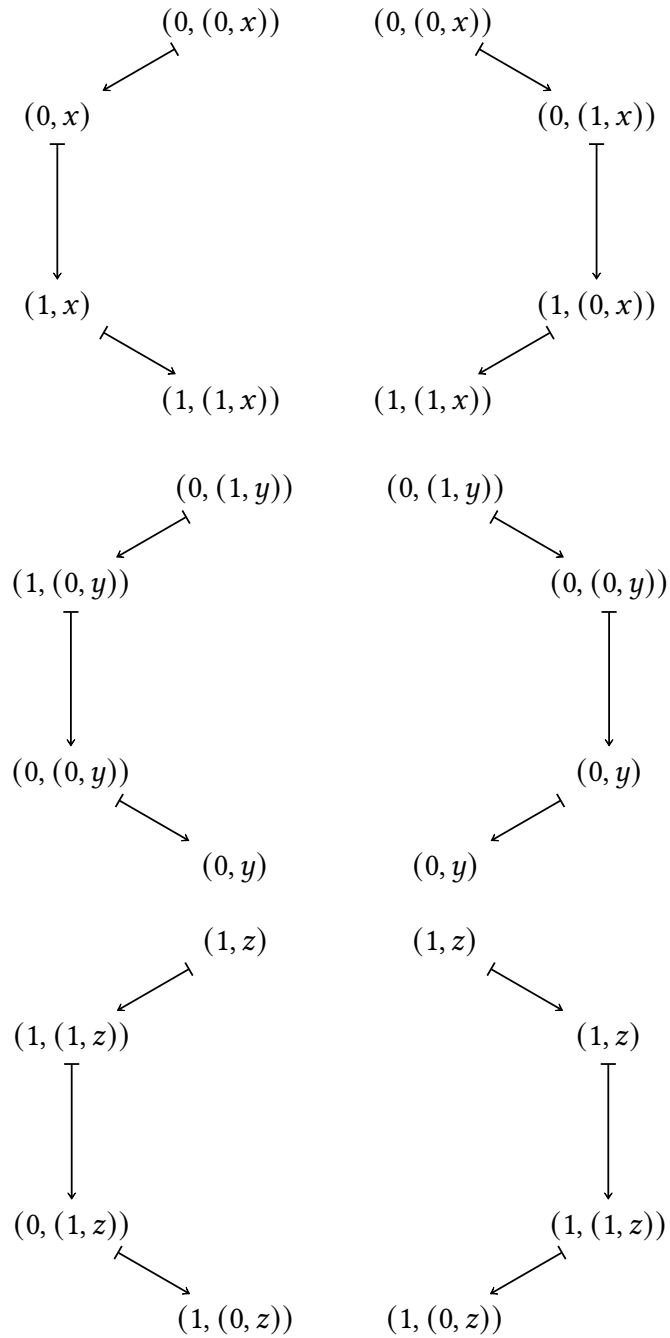 (0, (0, x)) (0, (0, x))
(0, x) (0, (1, x))
(1, x) (1, (0, x))
(1, (1, x)) (1, (1, x))
(0, (1, y)) (0, (1, y))
(1, (0, y)) (0, (0, y))
(0, (0, y)) (0, y)
(0, y) (0, y)
(1, z) (1, z)
(1, (1, z)) (1, z)
(0, (1, z)) (1, (1, z))
(1, (0, z)) (1, (0, z))